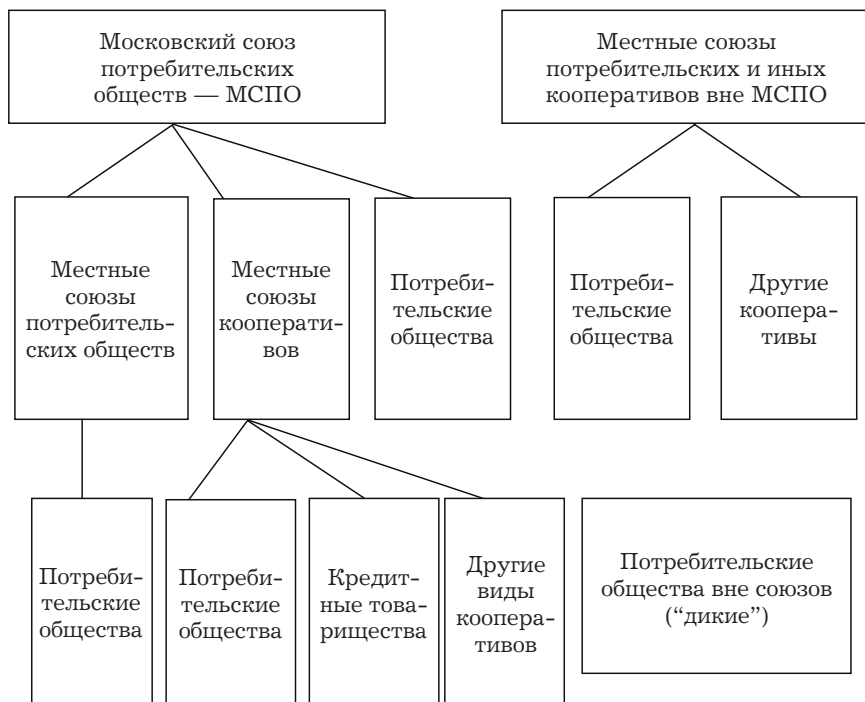 Московский союз
потребительских
обществ — МСПО
Местные союзы
потребительских и иных
кооперативов вне МСПО
Местные
союзы
потребитель-
ских обществ
Местные
союзы
кооперати-
вов
Потреби-
тельские
общества
Потреби-
тельские
общества
Другие
коопера-
тивы
Потреби-
тельские
общества
Потреби-
тельские
общества
Кредит-
ные това-
рищества
Другие
виды
коопера-
тивов
Потребительские
общества вне союзов
(“дикие”)